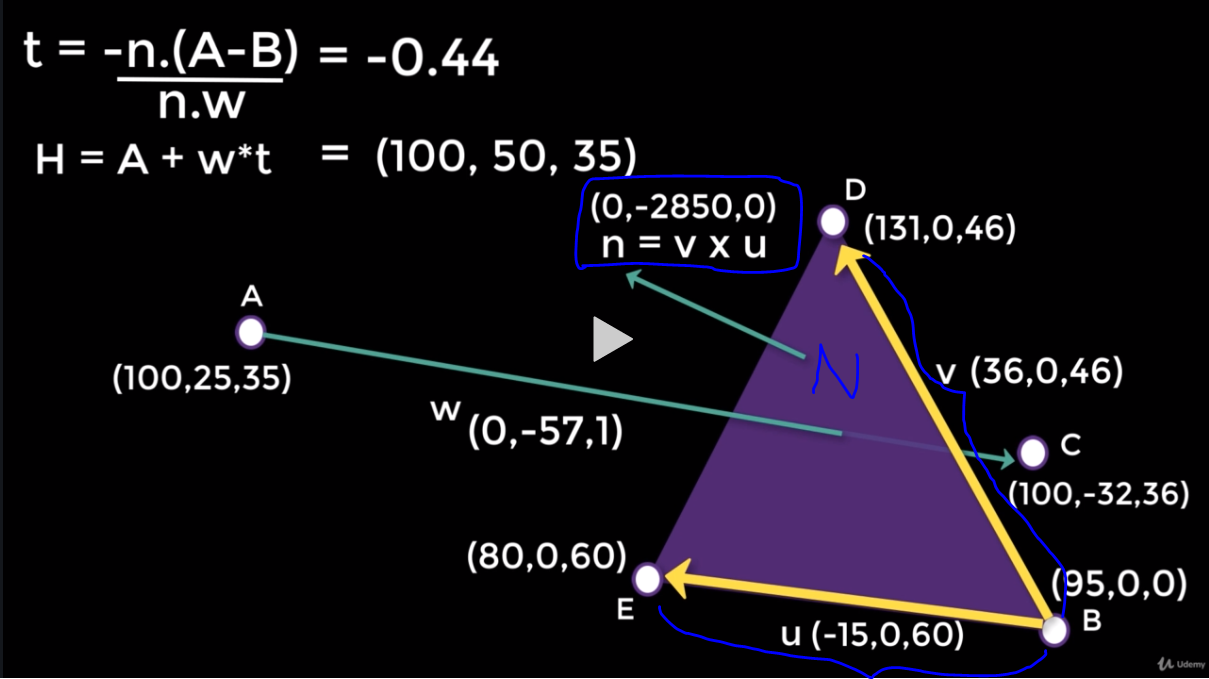 t = -n.(A-B) = -0.44
n.w
H = A + w*t = (100, 50, 35)
(0,-2850,0)
n = v x u
D
(131,0,46)
A
(100,25,35)
N
v (36,0,46)
w (0,-57,1)
C
(100,-32,36)
(80,0,60)
E
(95,0,0)
B
u (-15,0,60)
Udemy